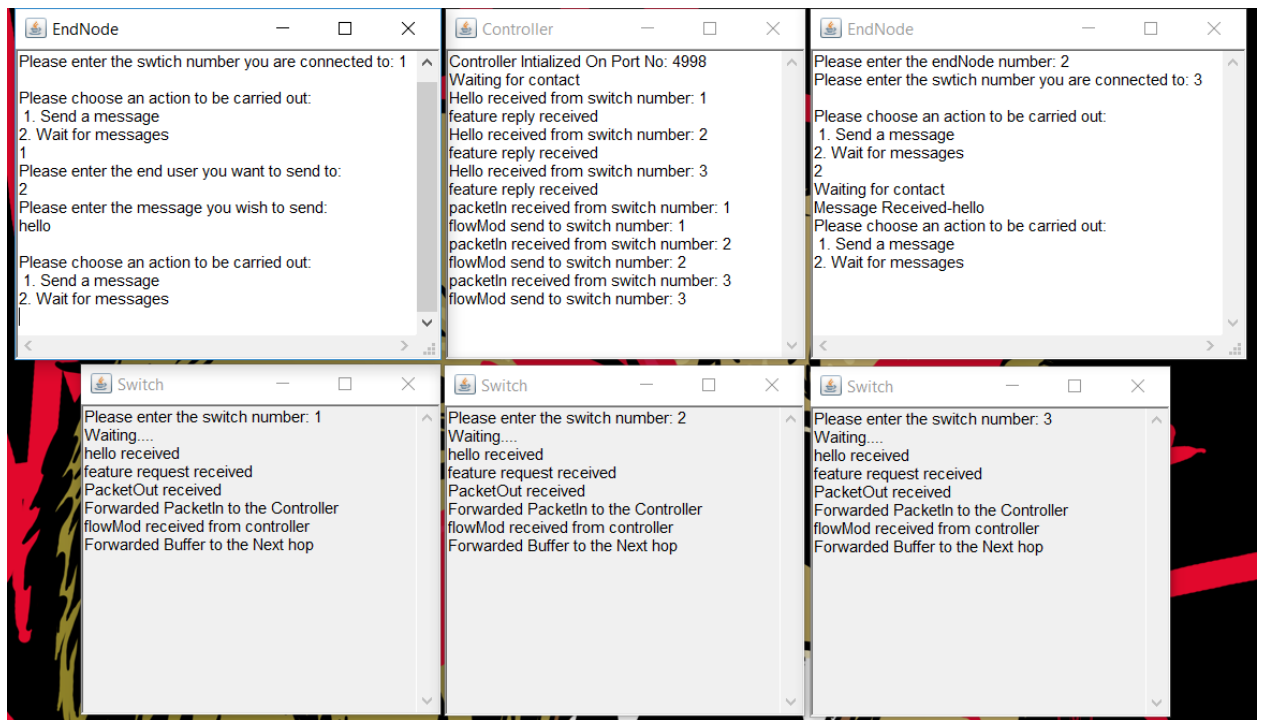 EndNode
Please enter the swtich number you are connected to: 1
Please choose an action to be carried out:
1. Send a message
2. Wait for messages
1
Please enter the end user you want to send to:
2
Please enter the message you wish to send:
hello
Please choose an action to be carried out:
1. Send a message
2. Wait for messages
Controller
Controller Intialized On Port No: 4998
Waiting for contact
Hello received from switch number: 1
feature reply received
Hello received from switch number: 2
feature reply received
Hello received from switch number: 3
feature reply received
packetIn received from switch number: 1
flowMod send to switch number: 1
packetIn received from switch number: 2
flowMod send to switch number: 2
packetIn received from switch number: 3
flowMod send to switch number: 3
EndNode
Please enter the endNode number: 2
Please enter the swtich number you are connected to: 3
Please choose an action to be carried out:
1. Send a message
2. Wait for messages
2
Waiting for contact
Message Received-hello
Please choose an action to be carried out:
1. Send a message
2. Wait for messages
Switch
Please enter the switch number: 1
Waiting....
hello received
feature request received
PacketOut received
Forwarded PacketIn to the Controller
flowMod received from controller
Forwarded Buffer to the Next hop
Switch
Please enter the switch number: 2
Waiting....
hello received
feature request received
PacketOut received
Forwarded PacketIn to the Controller
flowMod received from controller
Forwarded Buffer to the Next hop
Switch
Please enter the switch number: 3
Waiting....
hello received
feature request received
PacketOut received
Forwarded PacketIn to the Controller
flowMod received from controller
Forwarded Buffer to the Next hop